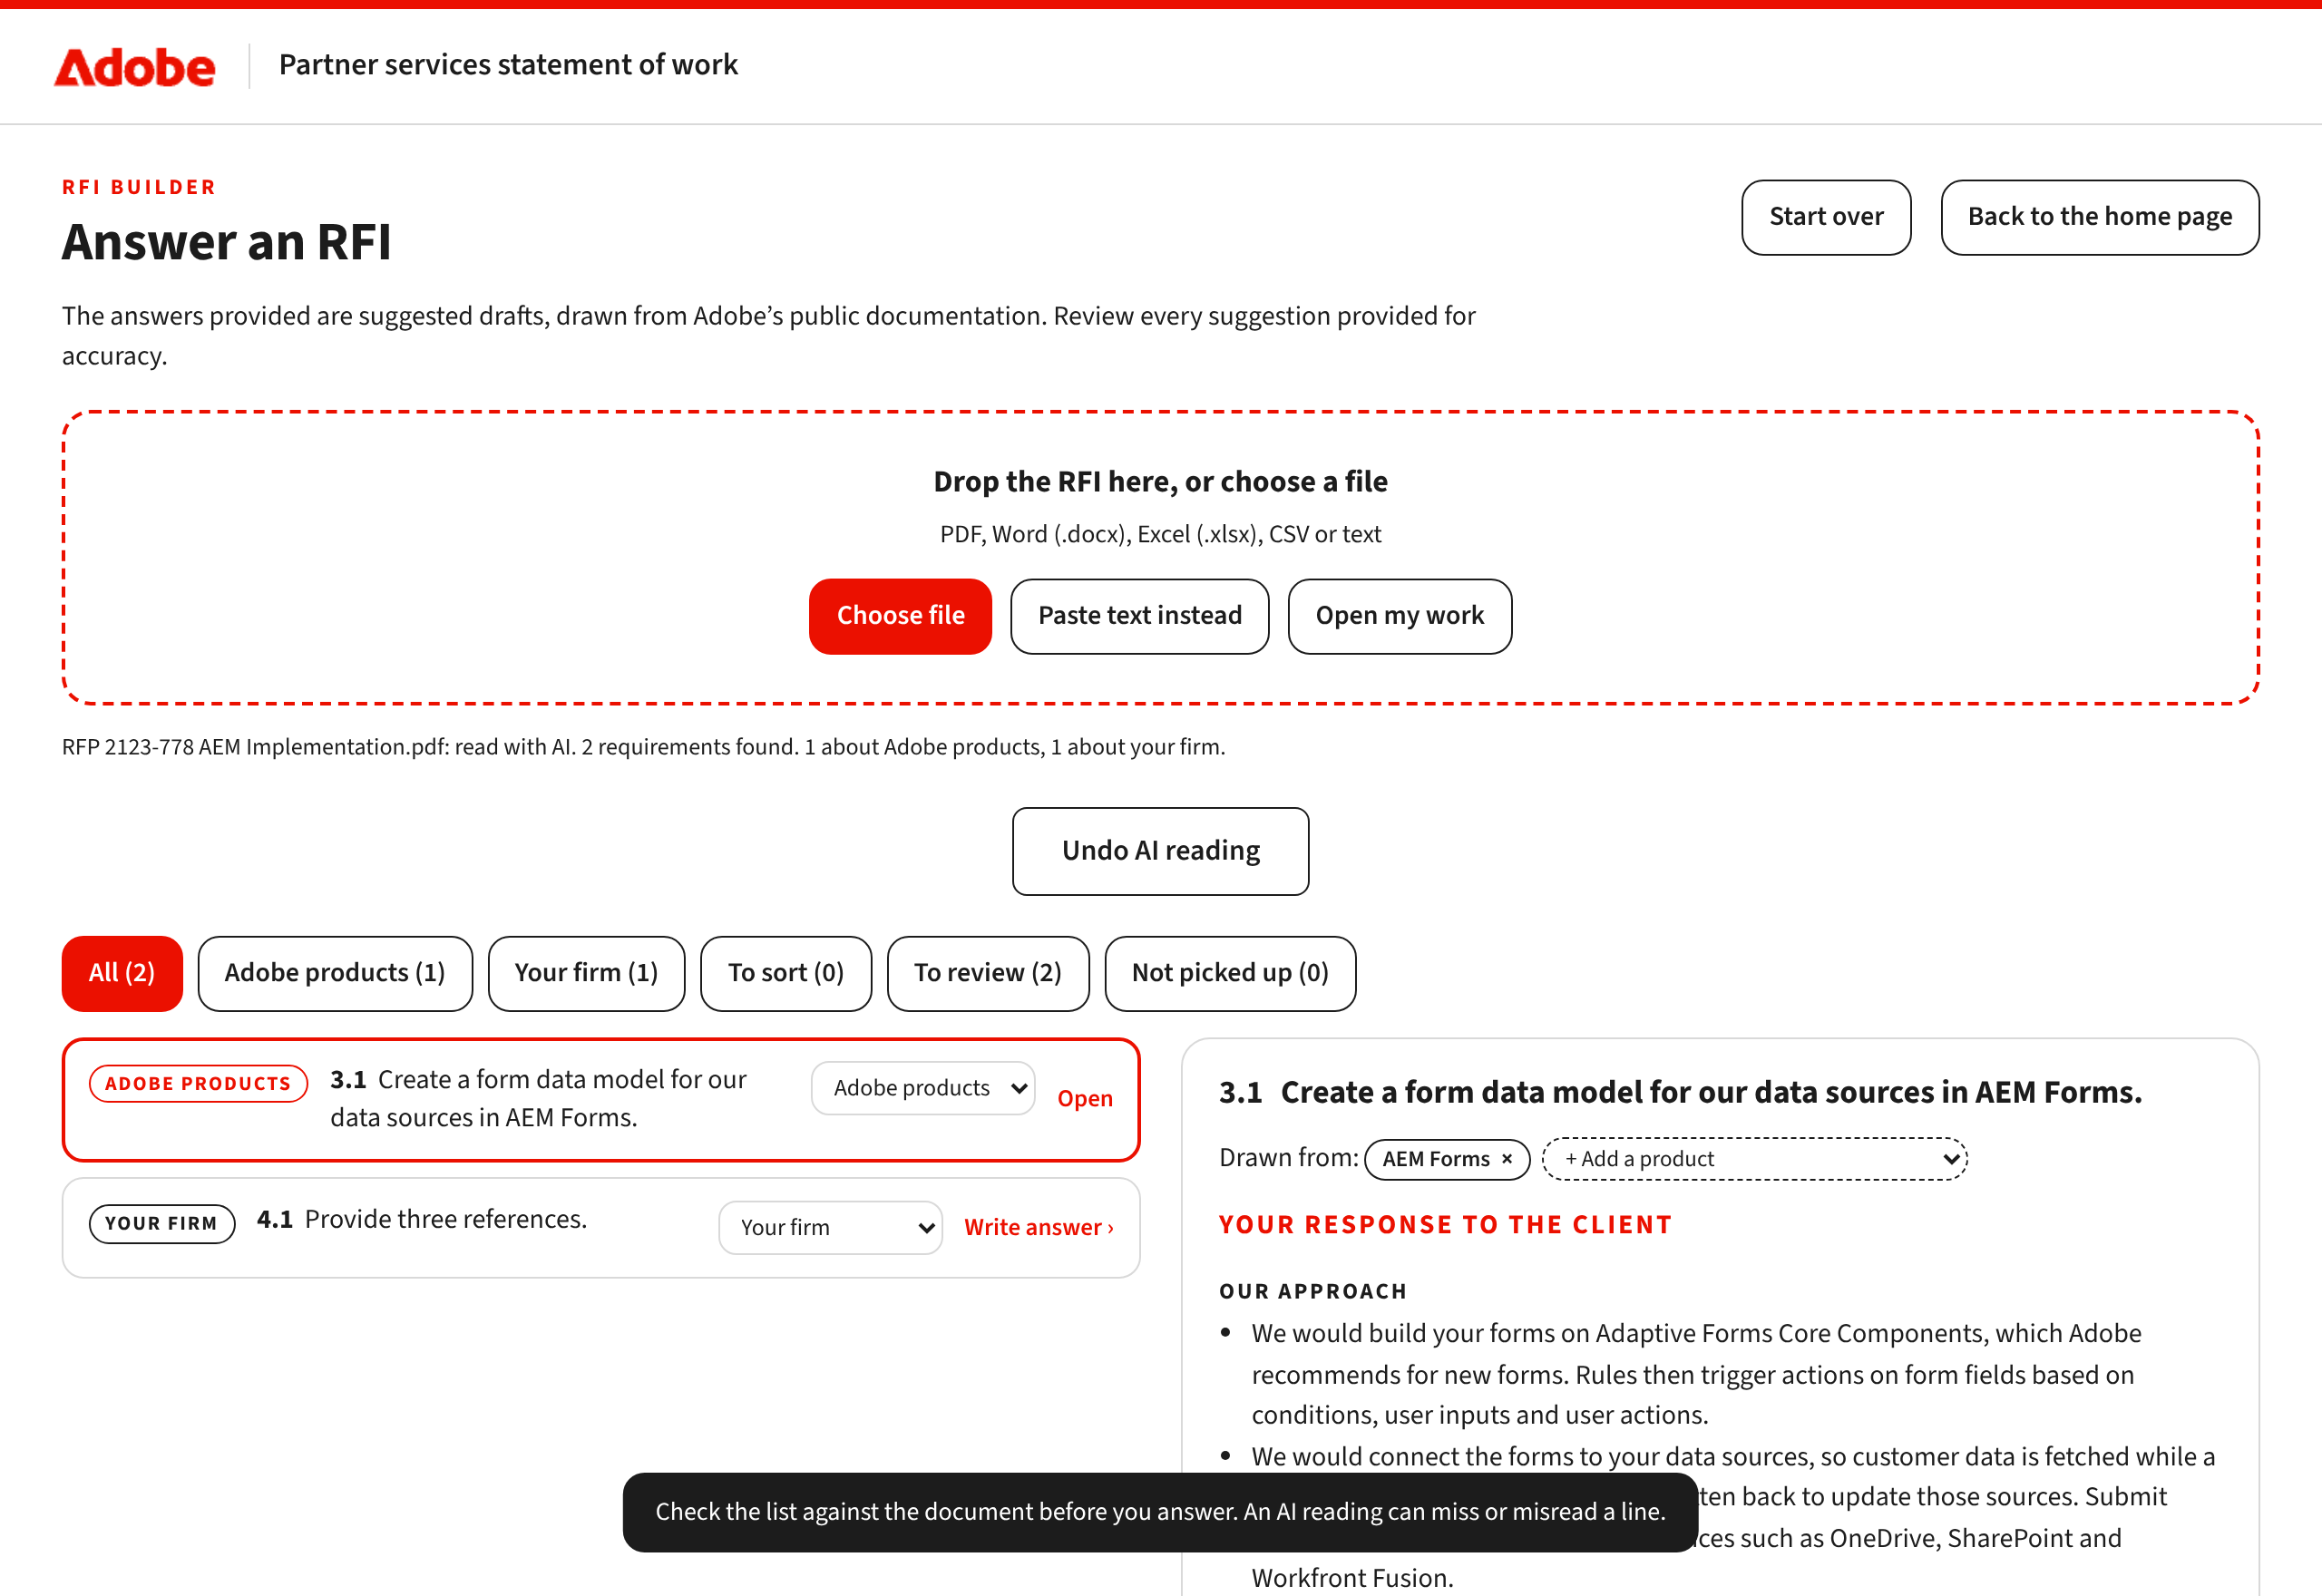 Adobe
Partner services statement of work
RFI BUILDER
Answer an RFI
Start over
Back to the home page
The answers provided are suggested drafts, drawn from Adobe’s public documentation. Review every suggestion provided for
accuracy.
Drop the RFI here, or choose a file
PDF, Word (.docx), Excel (.xlsx), CSV or text
Choose file
Paste text instead
Open my work
RFP 2123-778 AEM Implementation.pdf: read with AI. 2 requirements found. 1 about Adobe products, 1 about your firm.
Undo AI reading
All (2)
Adobe products (1)
Your firm (1)
To sort (0)
To review (2)
Not picked up (0)
ADOBE PRODUCTS
3.1 Create a form data model for our
data sources in AEM Forms.
Adobe products
Open
YOUR FIRM
4.1 Provide three references.
Your firm
Write answer ›
3.1 Create a form data model for our data sources in AEM Forms.
Drawn from:
AEM Forms ×
+ Add a product
YOUR RESPONSE TO THE CLIENT
OUR APPROACH
• We would build your forms on Adaptive Forms Core Components, which Adobe
recommends for new forms. Rules then trigger actions on form fields based on
conditions, user inputs and user actions.
• We would connect the forms to your data sources, so customer data is fetched while a
back to update those sources. Submit
such as OneDrive, SharePoint and
Workfront Fusion.
Check the list against the document before you answer. An AI reading can miss or misread a line.